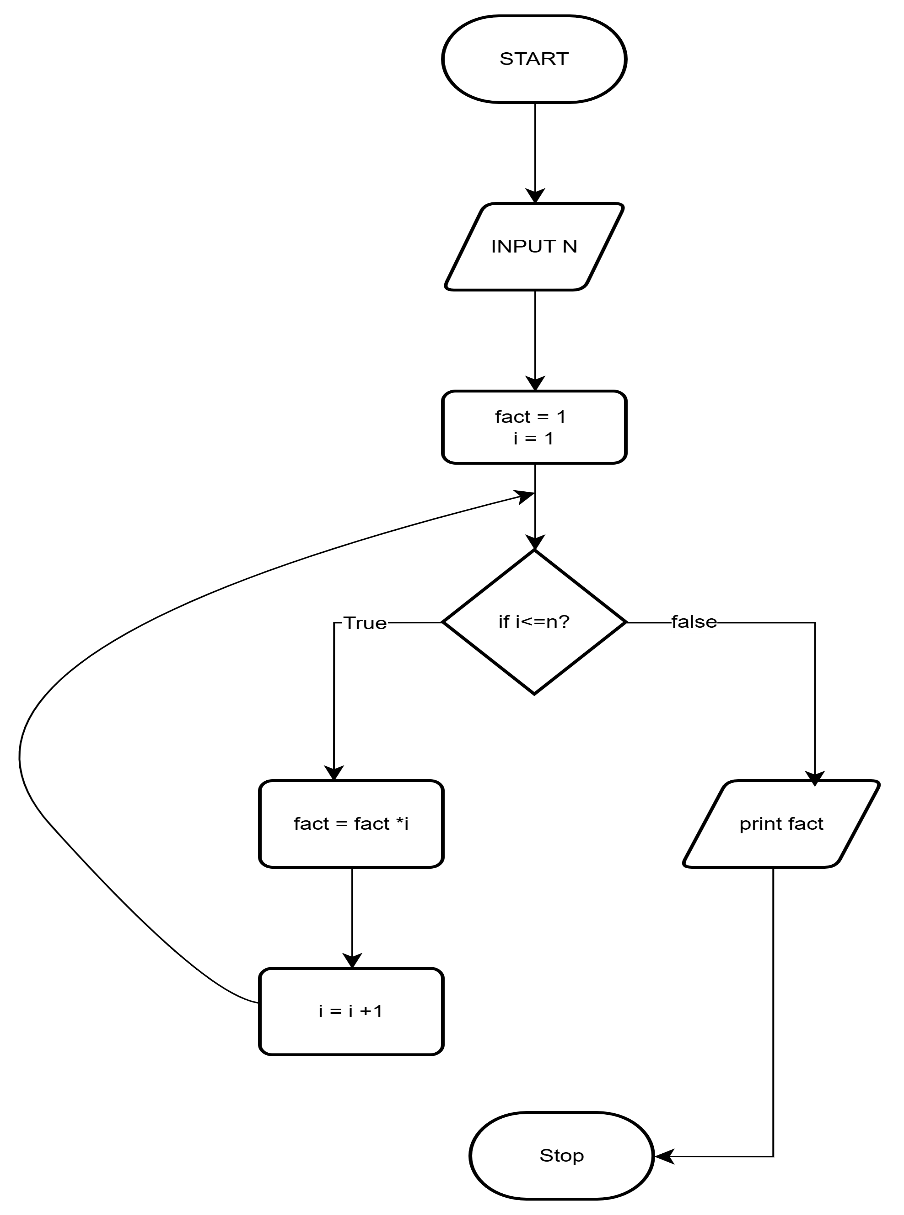 START
INPUT N
fact = 1
i = 1
if i<=n?
True
false
fact = fact *i
print fact
i = i +1
Stop